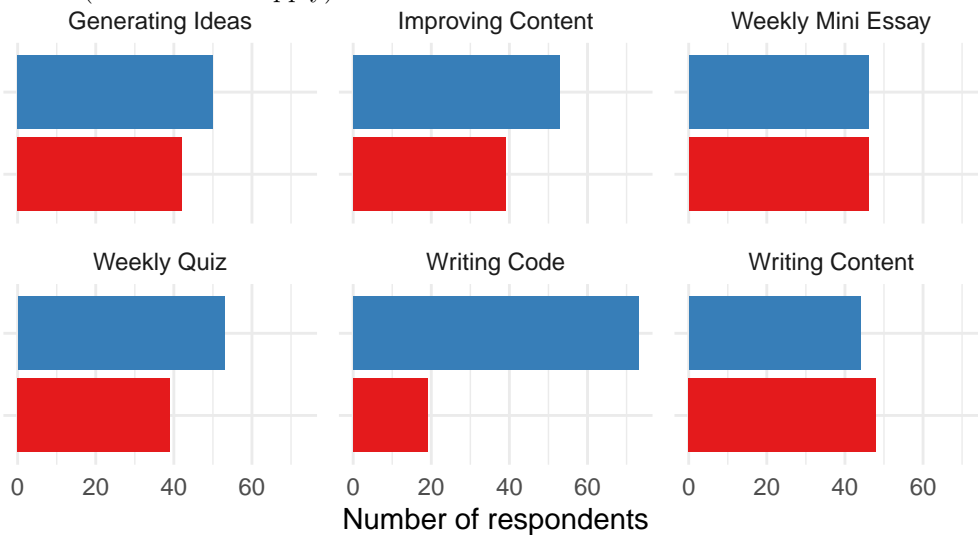 Generating Ideas Improving Content Weekly Mini Essay
Weekly Quiz Writing Code Writing Content
0 20 40 60 0 20 40 60 0 20 40 60
Number of respondents